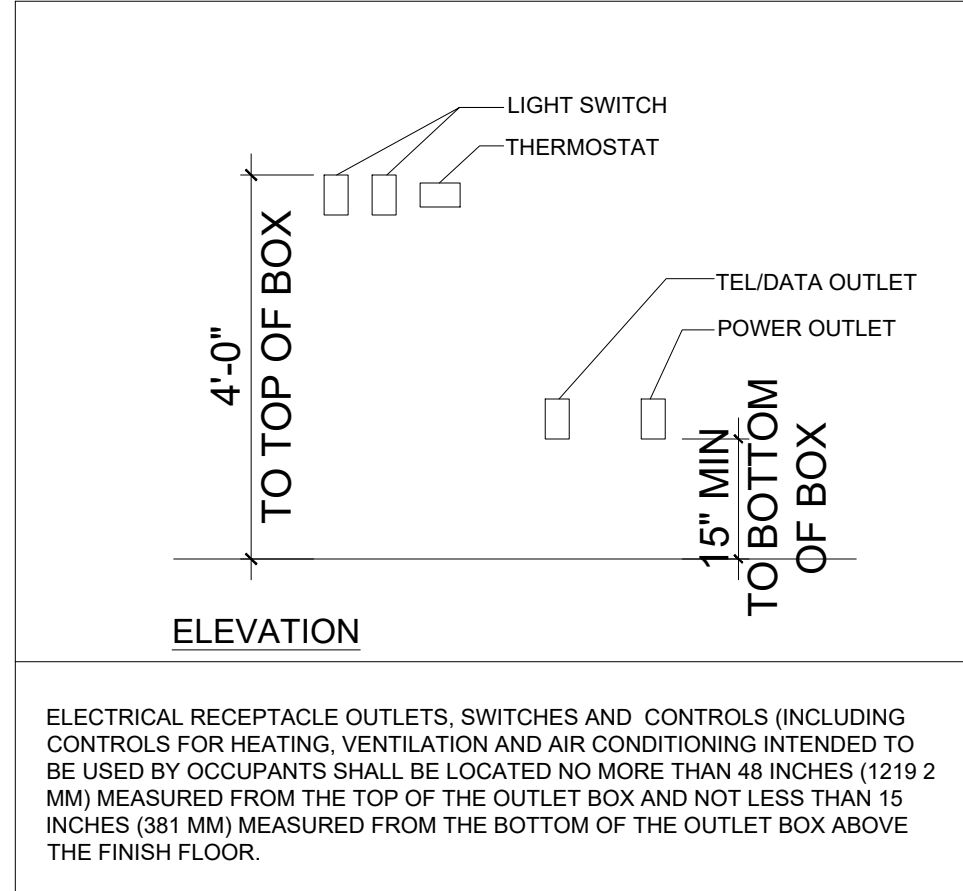 LIGHT SWITCH
THERMOSTAT
4'-0"
TO TOP OF BOX
TEL/DATA OUTLET
POWER OUTLET
15" MIN
TO BOTTOM
OF BOX
ELEVATION
ELECTRICAL RECEPTACLE OUTLETS, SWITCHES AND CONTROLS (INCLUDING
CONTROLS FOR HEATING, VENTILATION AND AIR CONDITIONING INTENDED TO
BE USED BY OCCUPANTS SHALL BE LOCATED NO MORE THAN 48 INCHES (1219 2
MM) MEASURED FROM THE TOP OF THE OUTLET BOX AND NOT LESS THAN 15
INCHES (381 MM) MEASURED FROM THE BOTTOM OF THE OUTLET BOX ABOVE
THE FINISH FLOOR.